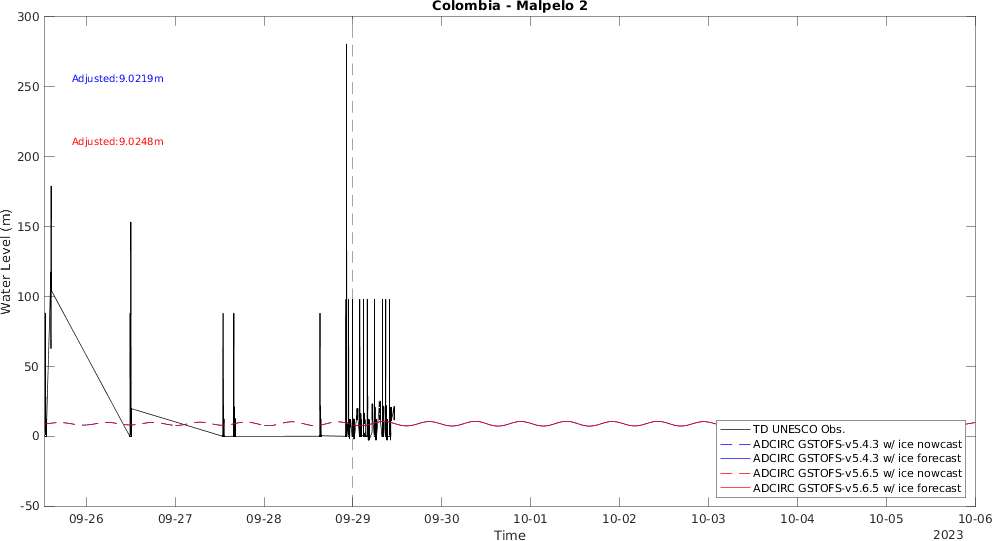 Colombia - Malpelo 2
300
250
200
150
100
50
0
-50
Water Level (m)
Adjusted:9.0219m
Adjusted:9.0248m
TD UNESCO Obs.
ADCIRC GSTOFS-v5.4.3 w/ ice nowcast
ADCIRC GSTOFS-v5.4.3 w/ ice forecast
ADCIRC GSTOFS-v5.6.5 w/ ice nowcast
ADCIRC GSTOFS-v5.6.5 w/ ice forecast
09-26 09-27 09-28 09-29 09-30 10-01 10-02 10-03 10-04 10-05 10-06
Time
2023